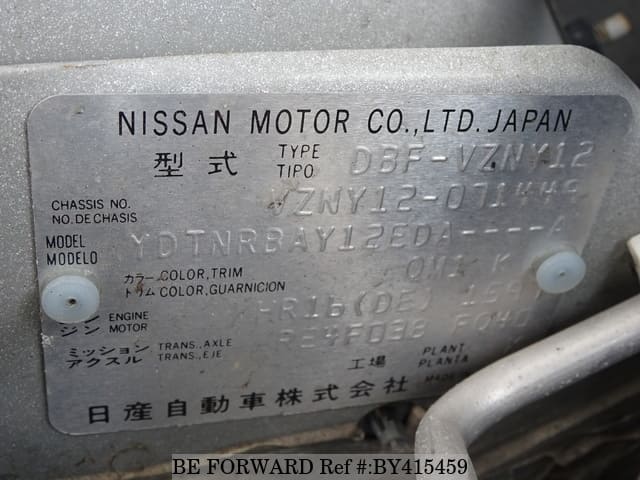 NISSAN MOTOR CO.,LTD. JAPAN
型式 TYPE TIPO DBF-VZNY12
CHASSIS NO. NO. DE CHASIS VZNY12-071449
MODEL MODELO YDTNRBAY12EDA----A
カラー COLOR, TRIM
トリム COLOR, GUARNICION QM1 K
ENGINE MOTOR HR16(DE)
ミッション TRANS., AXLE
アクスル TRANS., EJE RE4F03B FQ40
工場 PLANT PLANTA
日産自動車株式会社
BE FORWARD Ref #:BY415459